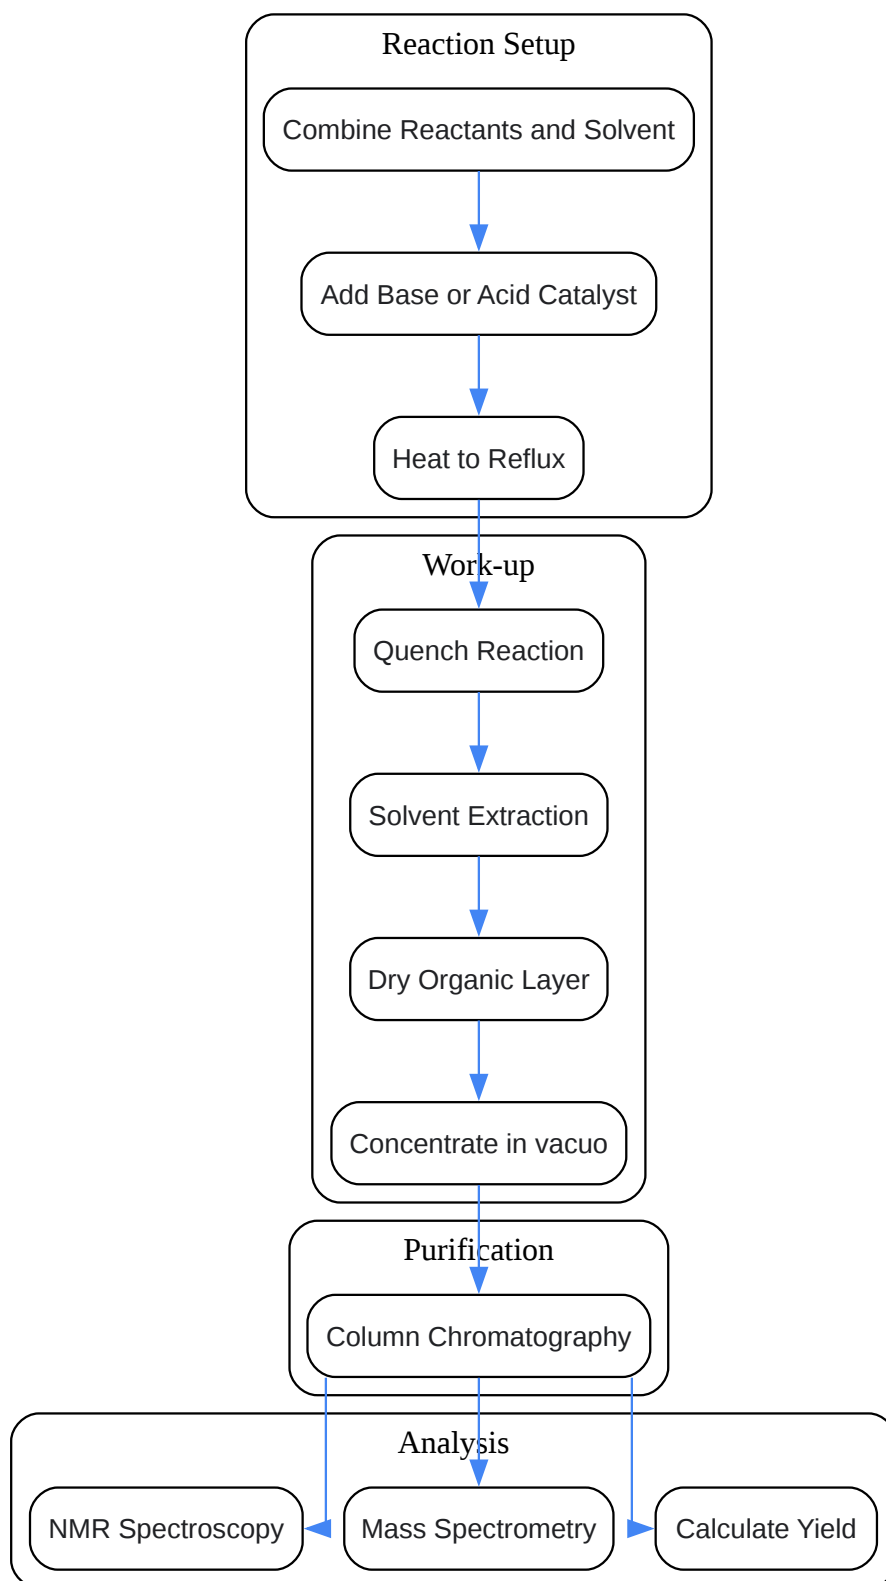 Reaction Setup
Combine Reactants and Solvent
Add Base or Acid Catalyst
Heat to Reflux
Work-up
Quench Reaction
Solvent Extraction
Dry Organic Layer
Concentrate in vacuo
Purification
Column Chromatography
Analysis
NMR Spectroscopy
Mass Spectrometry
Calculate Yield